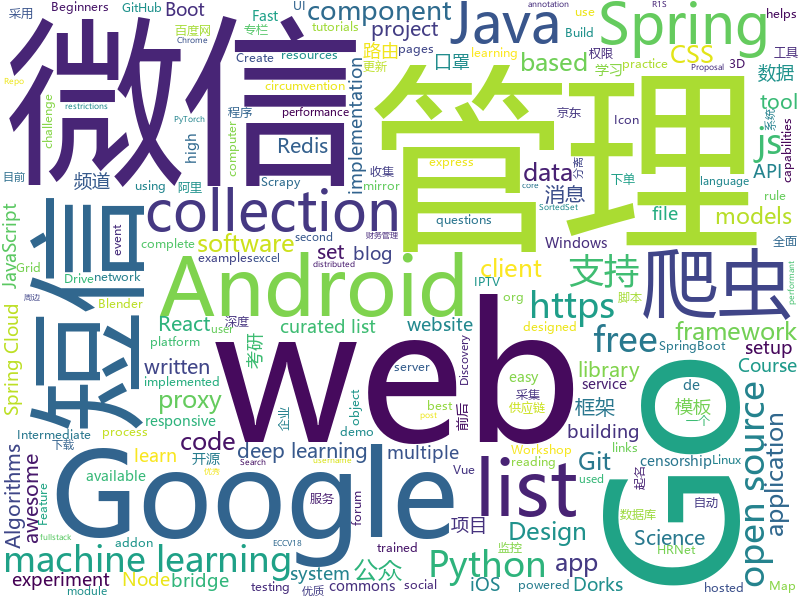 采用 Beginners GitHub 专栏 Fast UI component Java Spring helps
百度网 Boot tutorials project 路由 Build use annotation R1S
Chrome Create resources pages learning 更新 CSS 权限 3D 工具
微信 管理 口罩 学习 practice 数据
Repo challenge restrictions PyTorch 程序 circumvention based Proposal tool
频道 high computer performance implementation 京东 Icon js 系统
目前 Redis express 下单 分离 API capabilities
using 阿里 Scrapy 收集 mirror 消息 language rule
短信 collection Android data models
JavaScript event software questions core SortedSet file 全面
complete set blog client Windows 爬虫
Grid Drive second examplesexcel 财务管理 distributed IPTV 支持 https org 脚本 performant
network Blender website designed
Spring Cloud React platform 深度 user curated list written free framework 周边
web Google Go list
考研 library SpringBoot setup
responsive implemented proxy easy service Course
code server building Discovery de 模板
Algorithms Intermediate process deep learning multiple best 前后 供应链 框架 一个
awesome learn demo object Git censorship Linux
available 下载 企业 Vue Workshop links 数据库 自动 open source application
Feature 开源 reading used HRNet
machine learning addon 服务 forum 项目 Python Design Science 起名
fullstack experiment Node bridge commons 监控 采集 app iOS Dorks Map
module system 公众 trained social 优质 powered Search username post 优秀 ECCV18 testing hosted